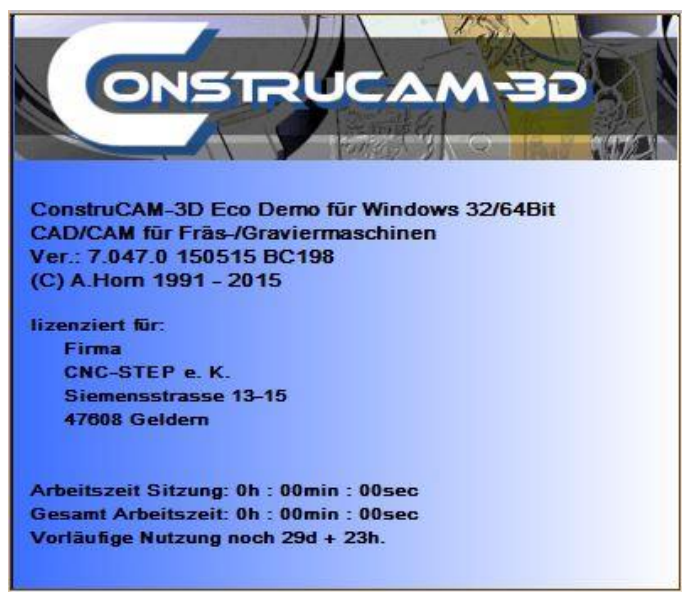 CONSTRUCAM-3D
ConstruCAM-3D Eco Demo für Windows 32/64Bit
CAD/CAM für Fräs-/Graviermaschinen
Ver.: 7.047.0 150515 BC198
(C) A.Horn 1991 - 2015
lizenziert für:
Firma
CNC-STEP e. K.
Siemensstrasse 13-15
47608 Geldern
Arbeitszeit Sitzung: 0h : 00min : 00sec
Gesamt Arbeitszeit: 0h : 00min : 00sec
Vorläufige Nutzung noch 29d + 23h.